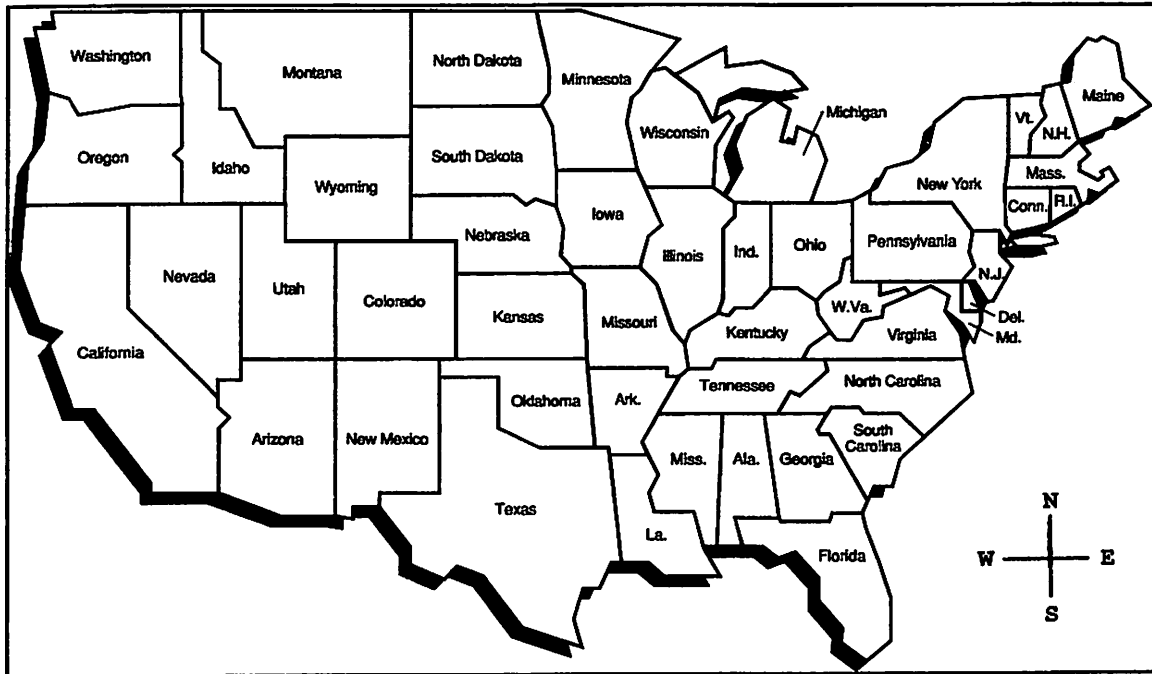 Washington
Montana
North Dakota
Minnesota
Maine
Vt.
N.H.
Michigan
Wisconsin
Oregon
Idaho
South Dakota
Wyoming
Mass.
New York
Conn.
R.I.
Iowa
Nebraska
Pennsylvania
Ohio
Ind.
Illinois
Nevada
Utah
Colorado
N.J.
W.Va.
Del.
Kansas
Missouri
Kentucky
Virginia
Md.
California
Tennessee
North Carolina
Oklahoma
Ark.
Arizona
New Mexico
South
Carolina
Miss.
Ala.
Georgia
Texas
La.
Florida
N
W
E
S